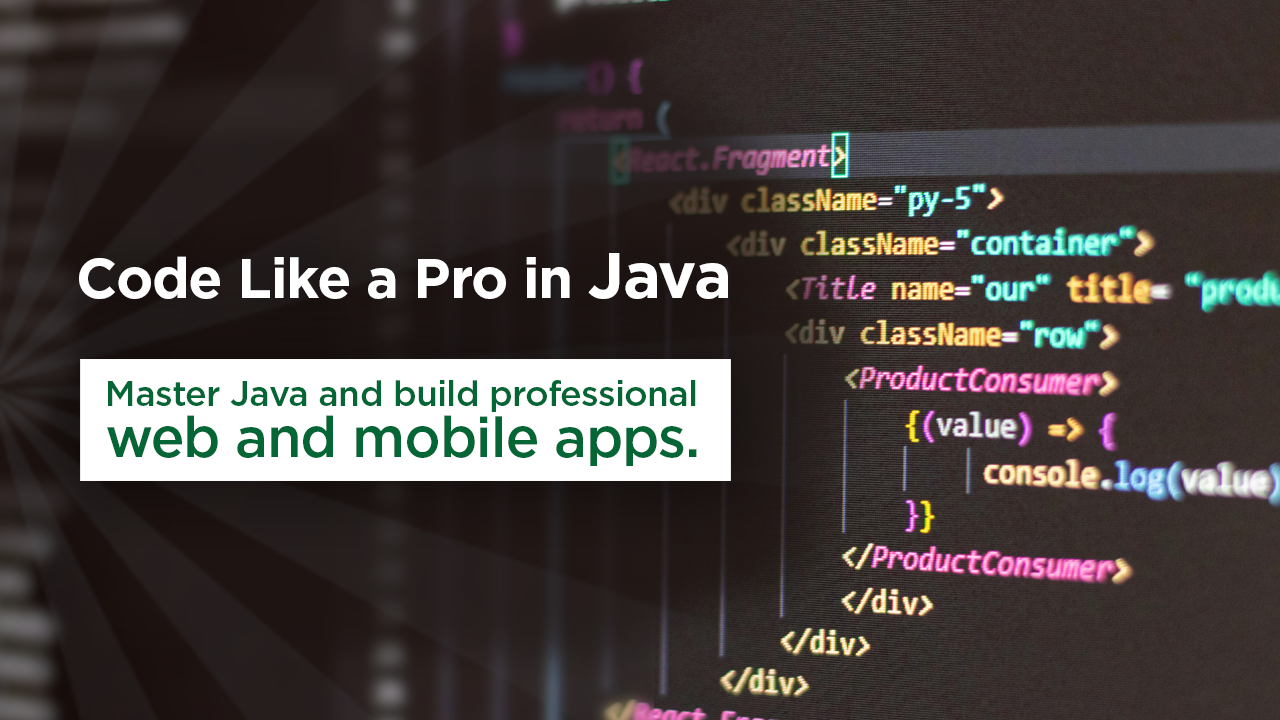 render() {
return (
<React.Fragment>
<div className="py-5">
<div className="container">
Code Like a Pro in Java
<Title name="our" title=
<div className="row">
Master Java and build professional
web and mobile apps.
<ProductConsumer>
{(value) => {
console.log(value)
}}
</ProductConsumer>
</div>
</div>
</div>